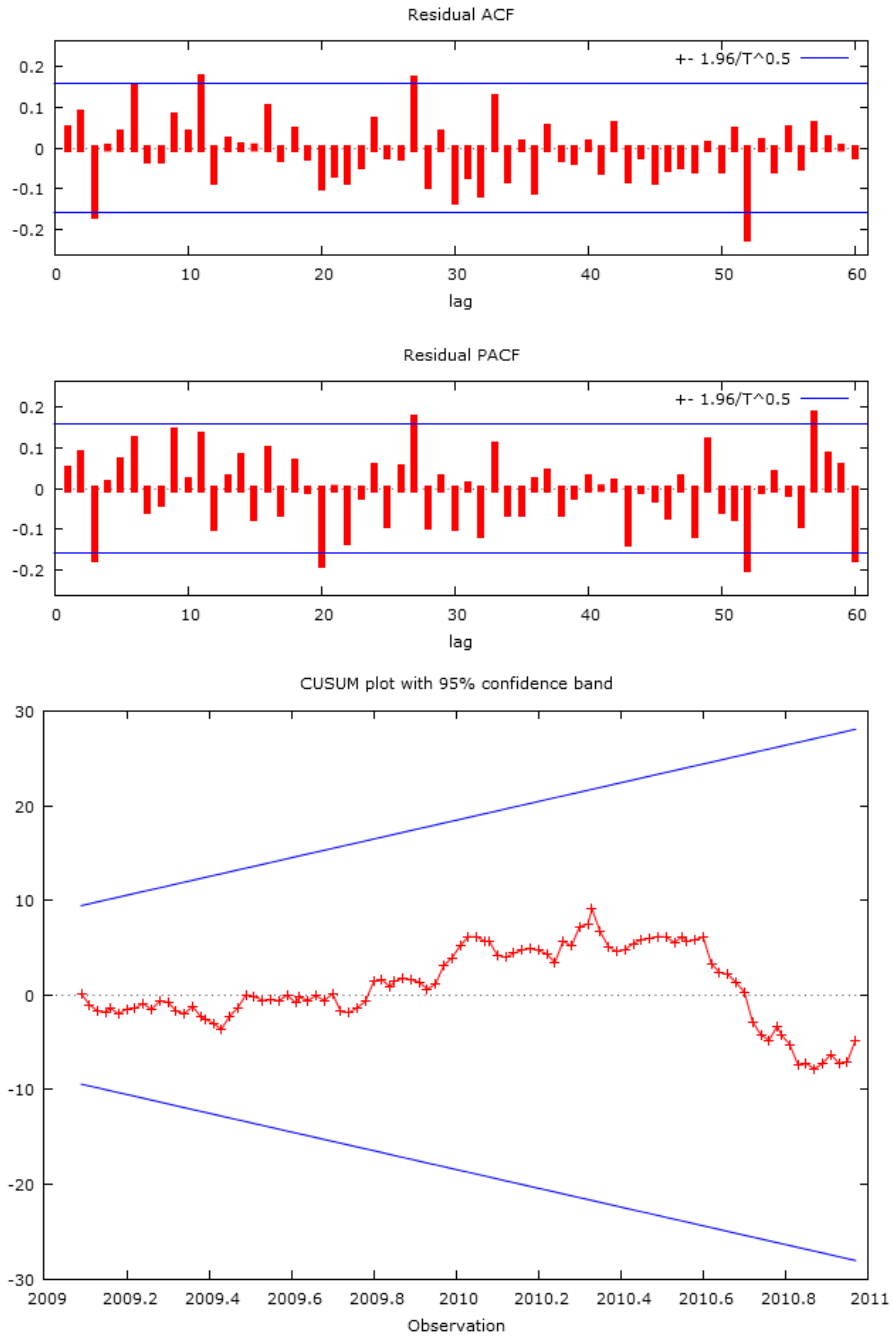 Residual ACF
0.2
0.1
0
-0.1
-0.2
+- 1.96/T^0.5
0 10 20 30 40 50 60
lag
Residual PACF
0.2
0.1
0
-0.1
-0.2
+- 1.96/T^0.5
0 10 20 30 40 50 60
lag
CUSUM plot with 95% confidence band
30
20
10
0
-10
-20
-30
2009 2009.2 2009.4 2009.6 2009.8 2010 2010.2 2010.4 2010.6 2010.8 2011
Observation